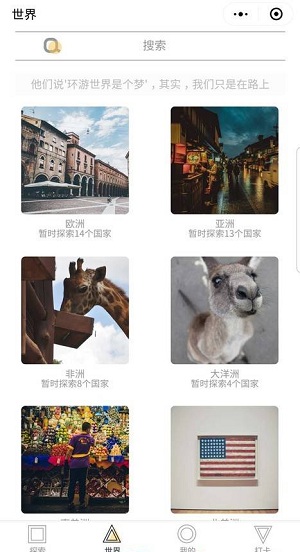 世界
搜索
他们说'环游世界是个梦'，其实，我们只是在路上
欧洲
暂时探索14个国家
亚洲
暂时探索13个国家
非洲
暂时探索8个国家
大洋洲
暂时探索4个国家
探索
世界
我的
打卡